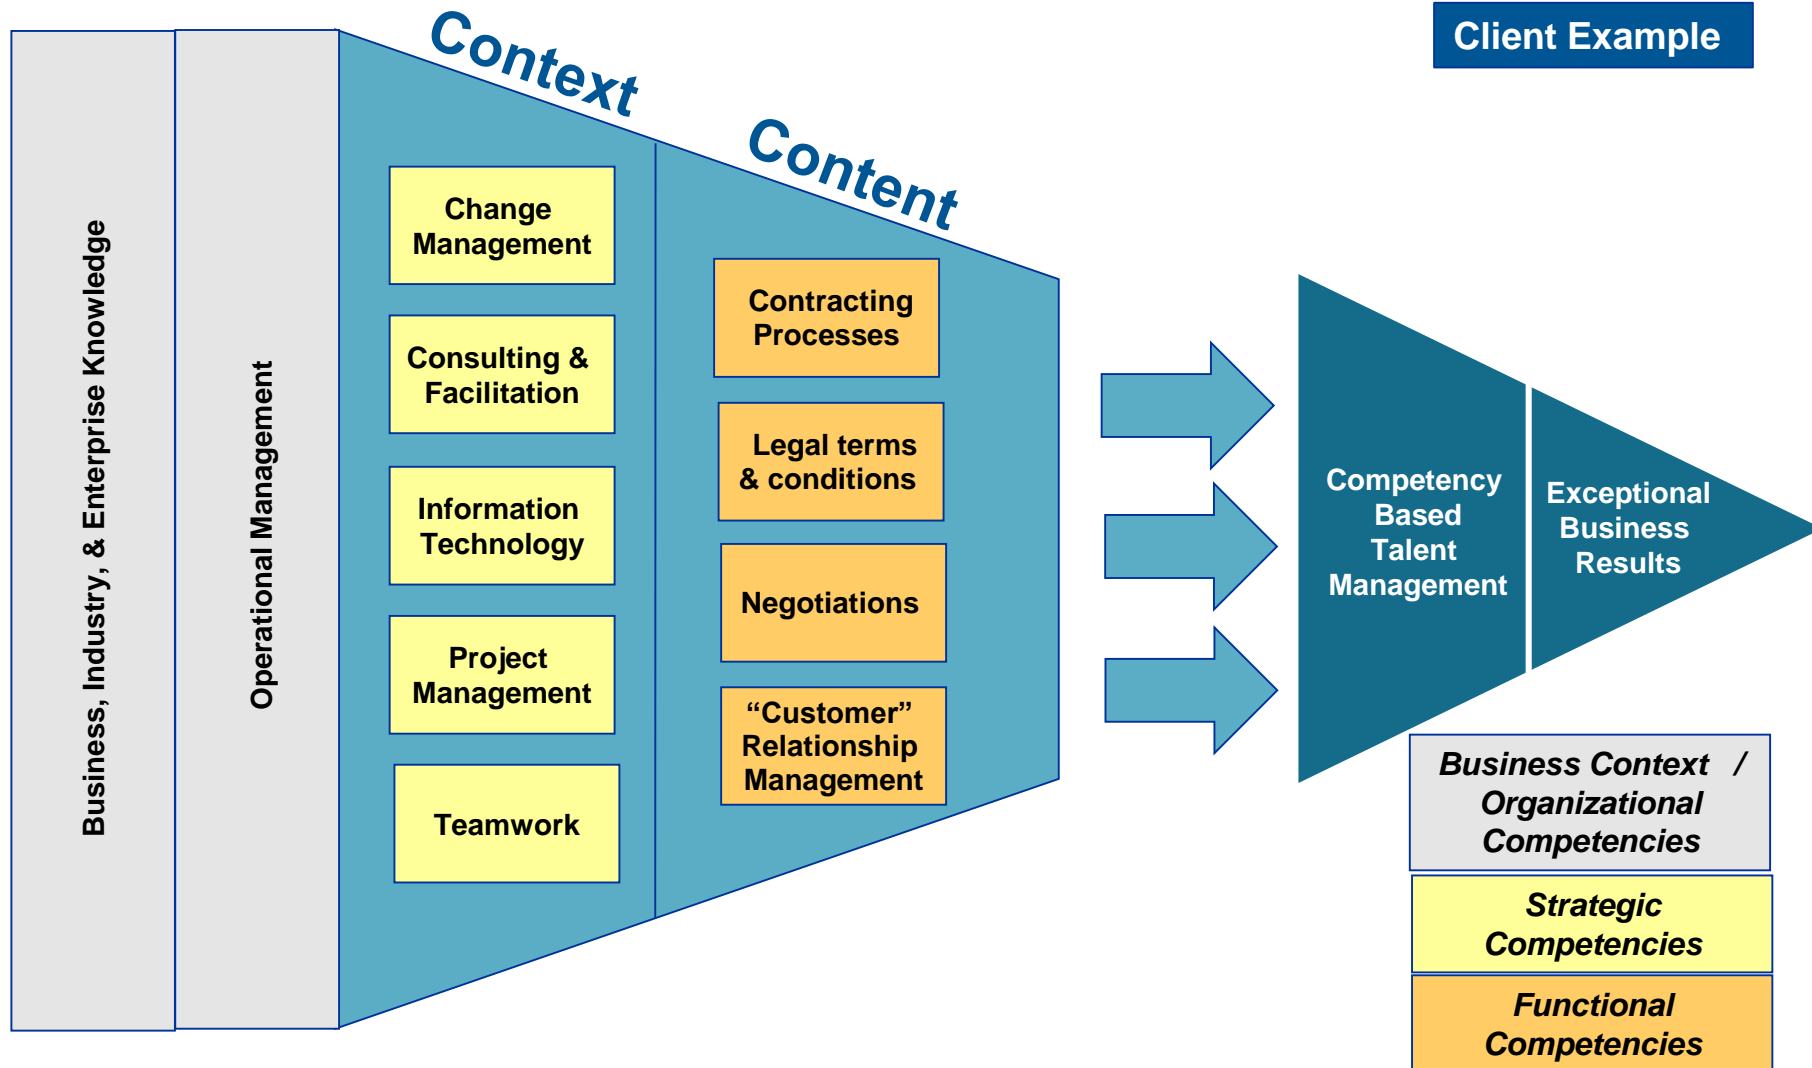 Client Example
Context
Content
Business, Industry, & Enterprise Knowledge
Operational Management
Change
Management
Consulting &
Facilitation
Information
Technology
Project
Management
Teamwork
Contracting
Processes
Legal terms
& conditions
Negotiations
“Customer”
Relationship
Management
Competency
Based
Talent
Management
Exceptional
Business
Results
Business Context /
Organizational
Competencies
Strategic
Competencies
Functional
Competencies